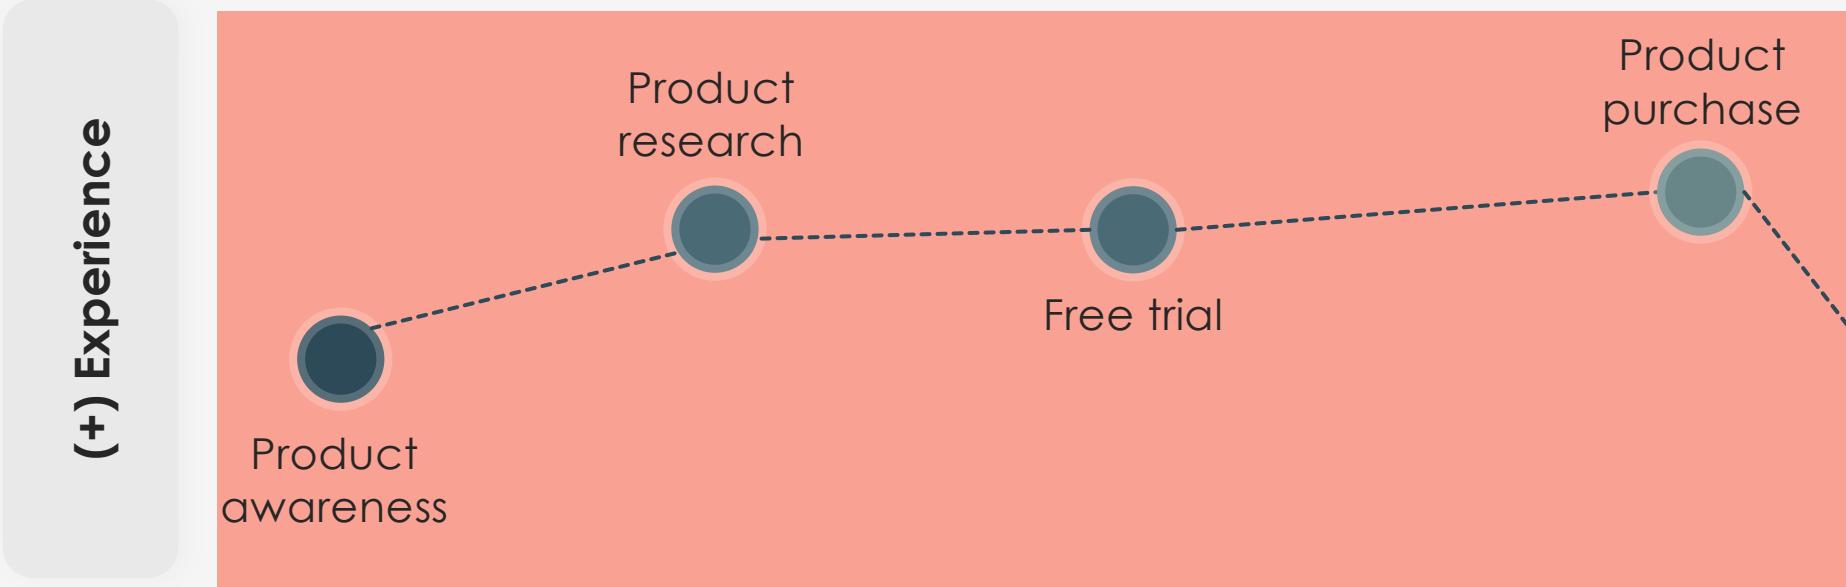 (+) Experience
Product
awareness
Product
research
Free trial
Product
purchase